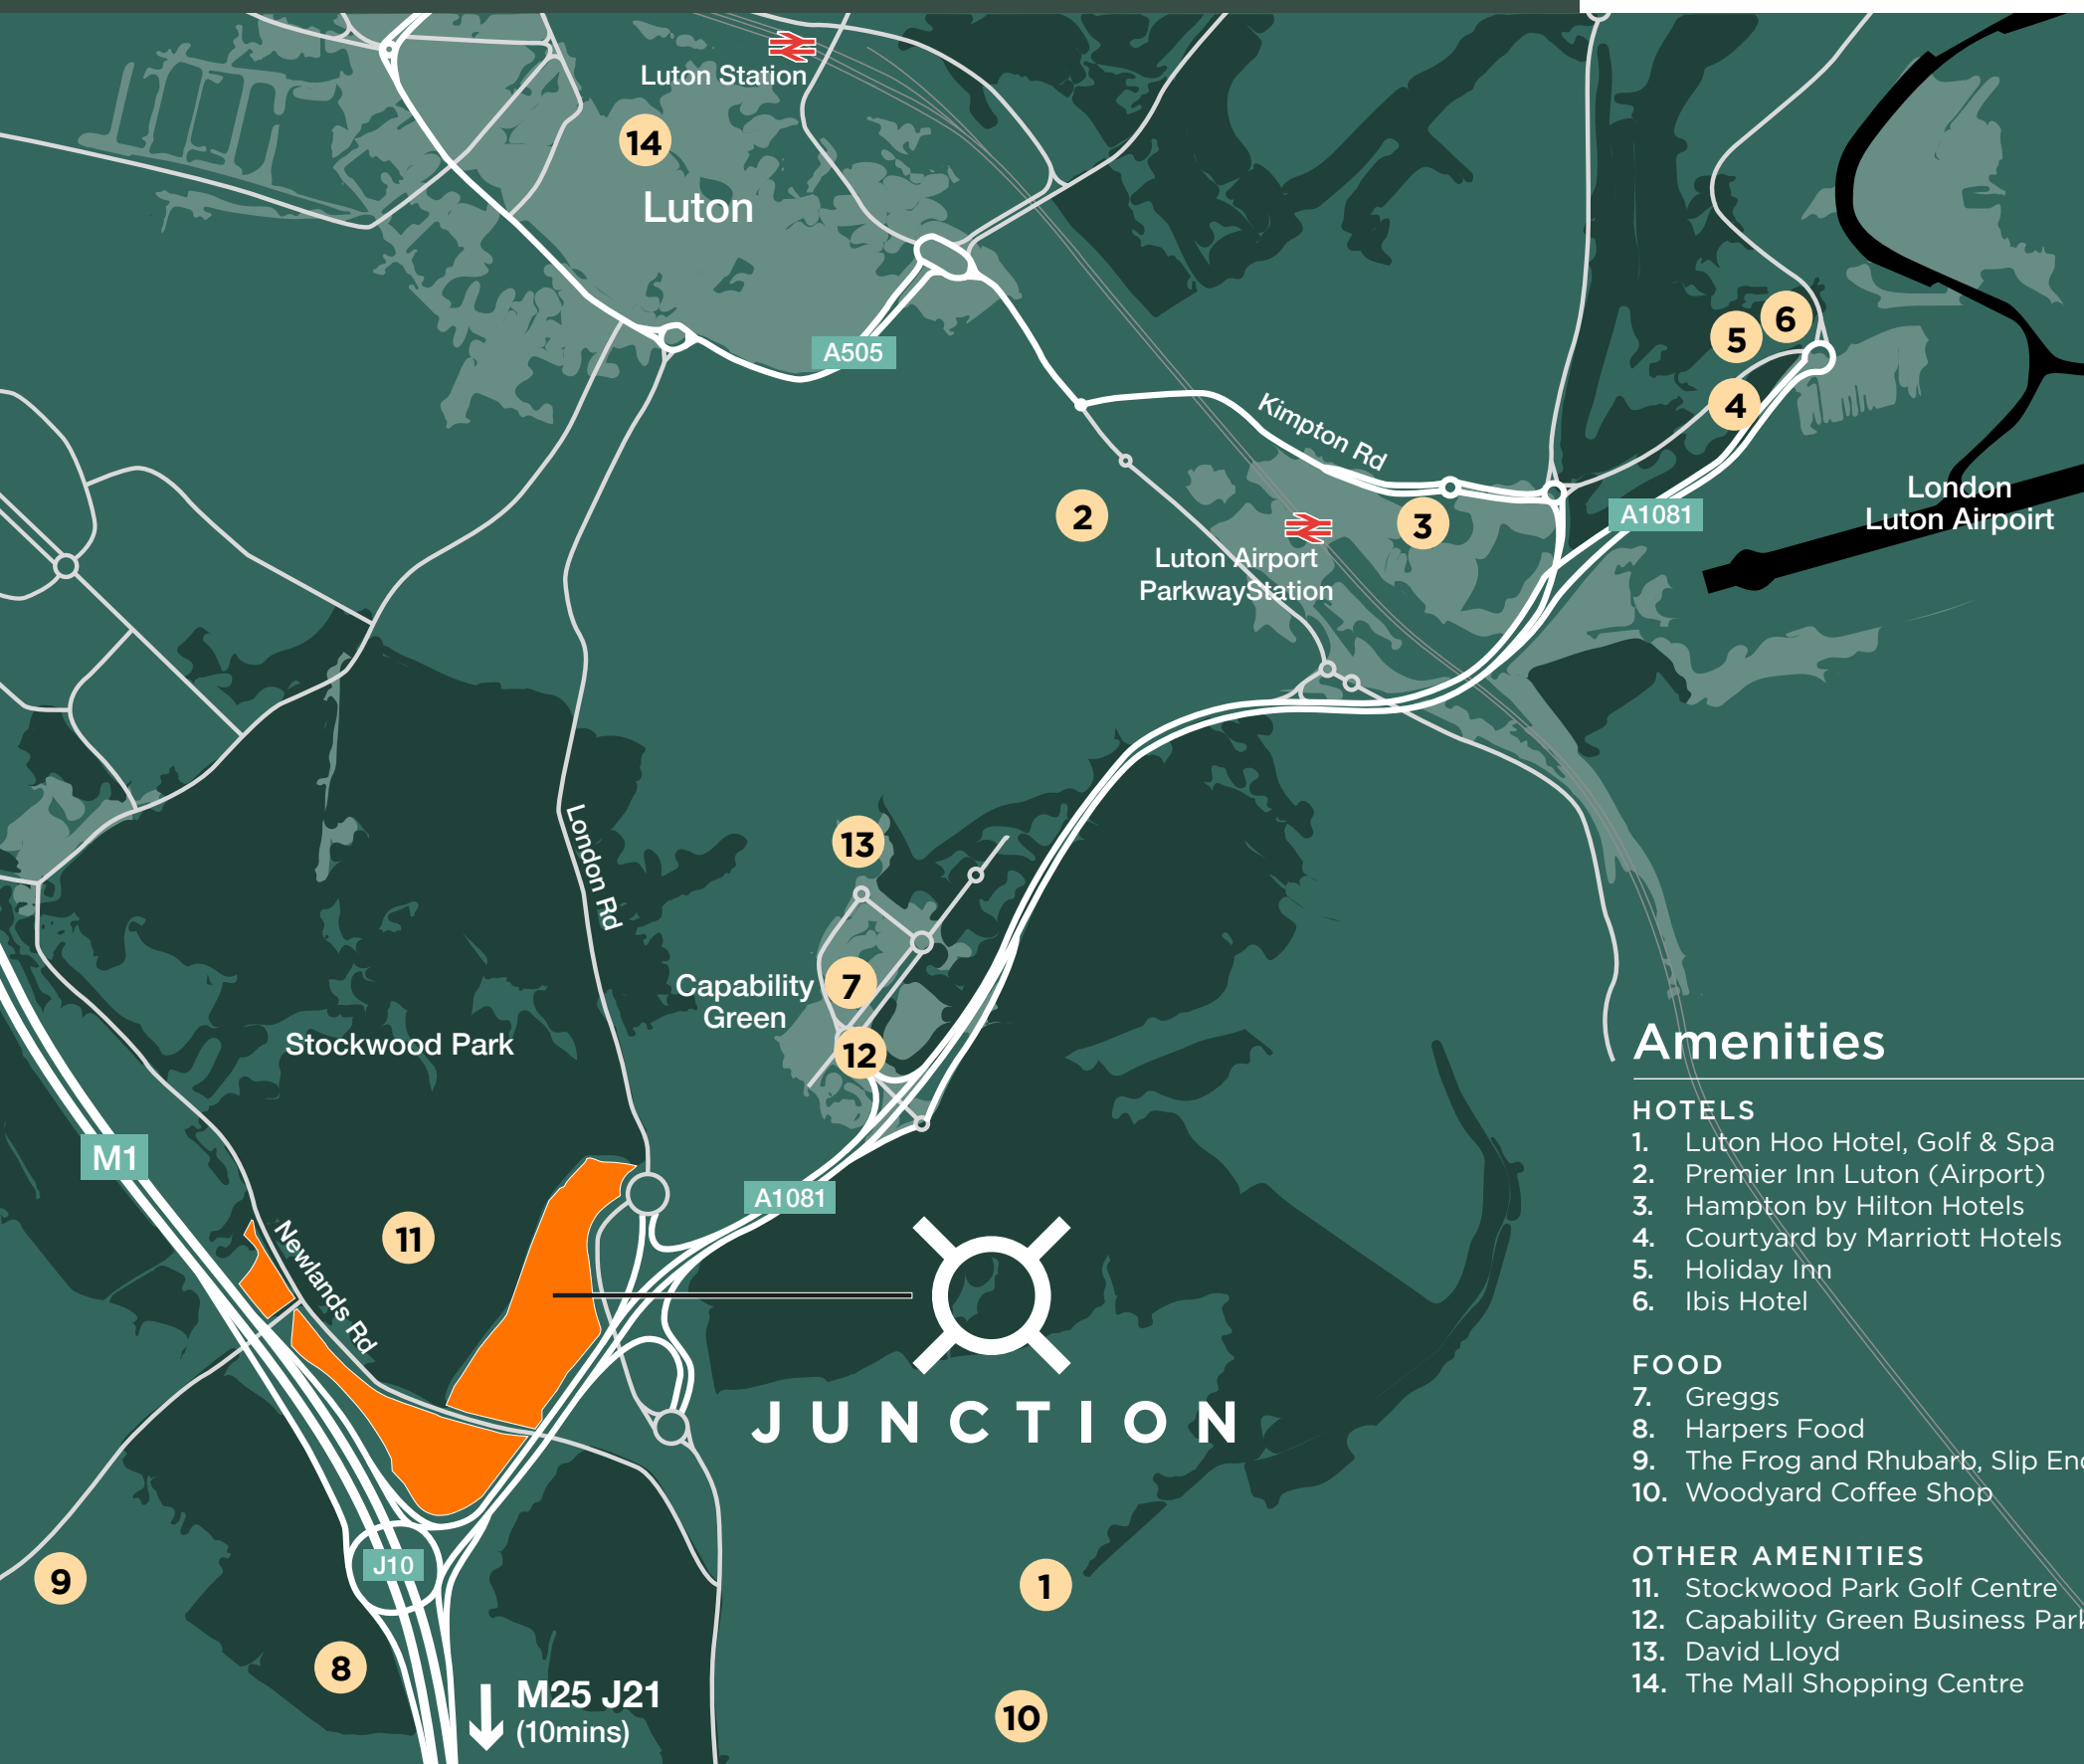 Luton Station
14
Luton
A505
6
5
4
Kimpton Rd
London
Luton Airpoirt
A1081
2
3
Luton Airport
ParkwayStation
London Rd
13
Capability
Green
7
12
Stockwood Park
M1
A1081
11
Newlands Rd
JUNCTION
J10
9
8
1
10
M25 J21
(10mins)
Amenities
HOTELS
1. Luton Hoo Hotel, Golf & Spa
2. Premier Inn Luton (Airport)
3. Hampton by Hilton Hotels
4. Courtyard by Marriott Hotels
5. Holiday Inn
6. Ibis Hotel
FOOD
7. Greggs
8. Harpers Food
9. The Frog and Rhubarb, Slip En
10. Woodyard Coffee Shop
OTHER AMENITIES
11. Stockwood Park Golf Centre
12. Capability Green Business Park
13. David Lloyd
14. The Mall Shopping Centre